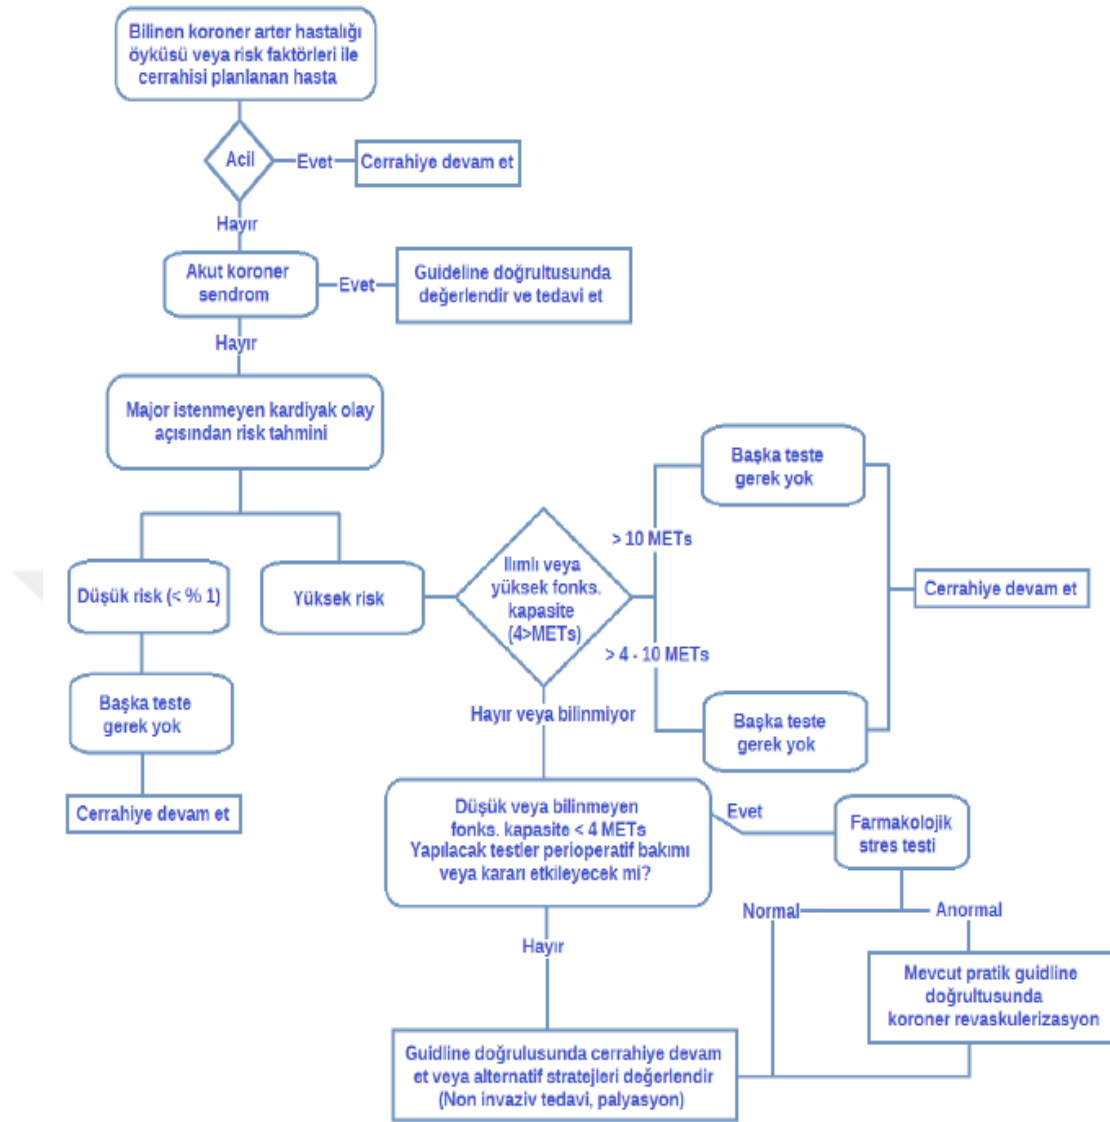 Bilinen koroner arter hastalığı
öyküsü veya risk faktörleri ile
cerrahisi planlanan hasta
Acil
Evet
Cerrahiye devam et
Hayır
Akut koroner
sendrom
Evet
Guideline doğrultusunda
değerlendir ve tedavi et
Hayır
Major istenmeyen kardiyak olay
açısından risk tahmini
Düşük risk (< % 1)
Başka teste
gerek yok
Cerrahiye devam et
Yüksek risk
Ilımlı veya
yüksek fonks.
kapasite
(4>METs)
> 10 METs
Başka teste
gerek yok
> 4 - 10 METs
Başka teste
gerek yok
Cerrahiye devam et
Hayır veya bilinmiyor
Düşük veya bilinmeyen
fonks. kapasite < 4 METs
Yapılacak testler perioperatif bakımı
veya kararı etkileyecek mi?
Evet
Farmakolojik
stres testi
Normal
Anormal
Mevcut pratik guidline
doğrultusunda
koroner revaskulerizasyon
Hayır
Guidline doğrulusunda cerrahiye devam
et veya alternatif stratejleri değerlendir
(Non invaziv tedavi, palyasyon)